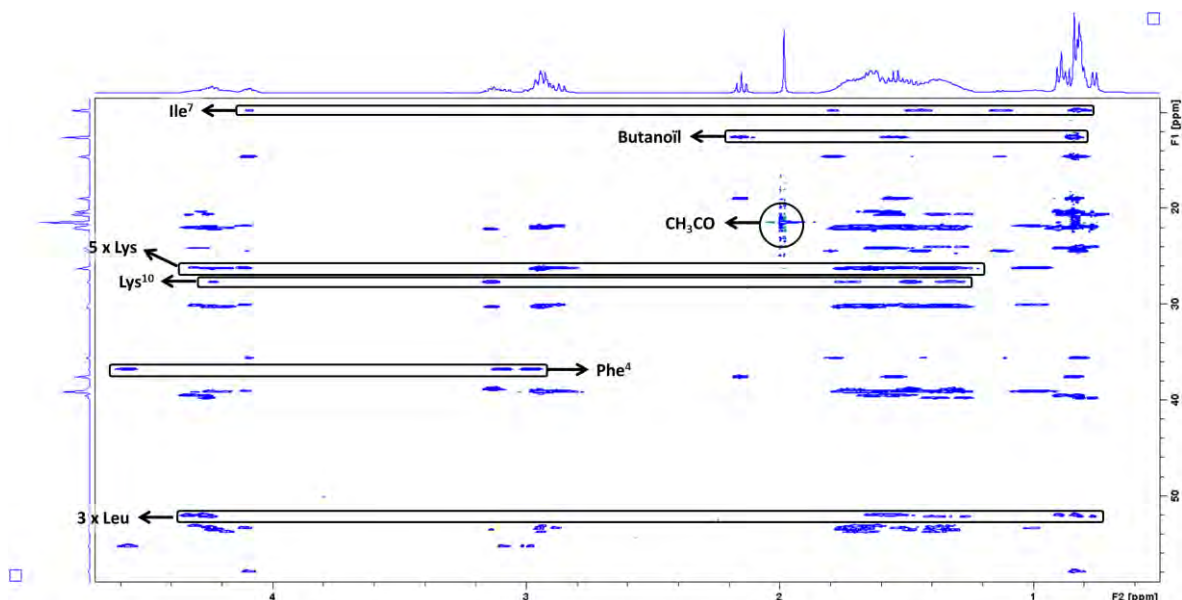 Ile⁷
Butanoïl
CH₃CO
5 x Lys
Lys¹⁰
Phe⁴
3 x Leu
F1 [ppm]
20
30
40
50
4
3
2
1
F2 [ppm]